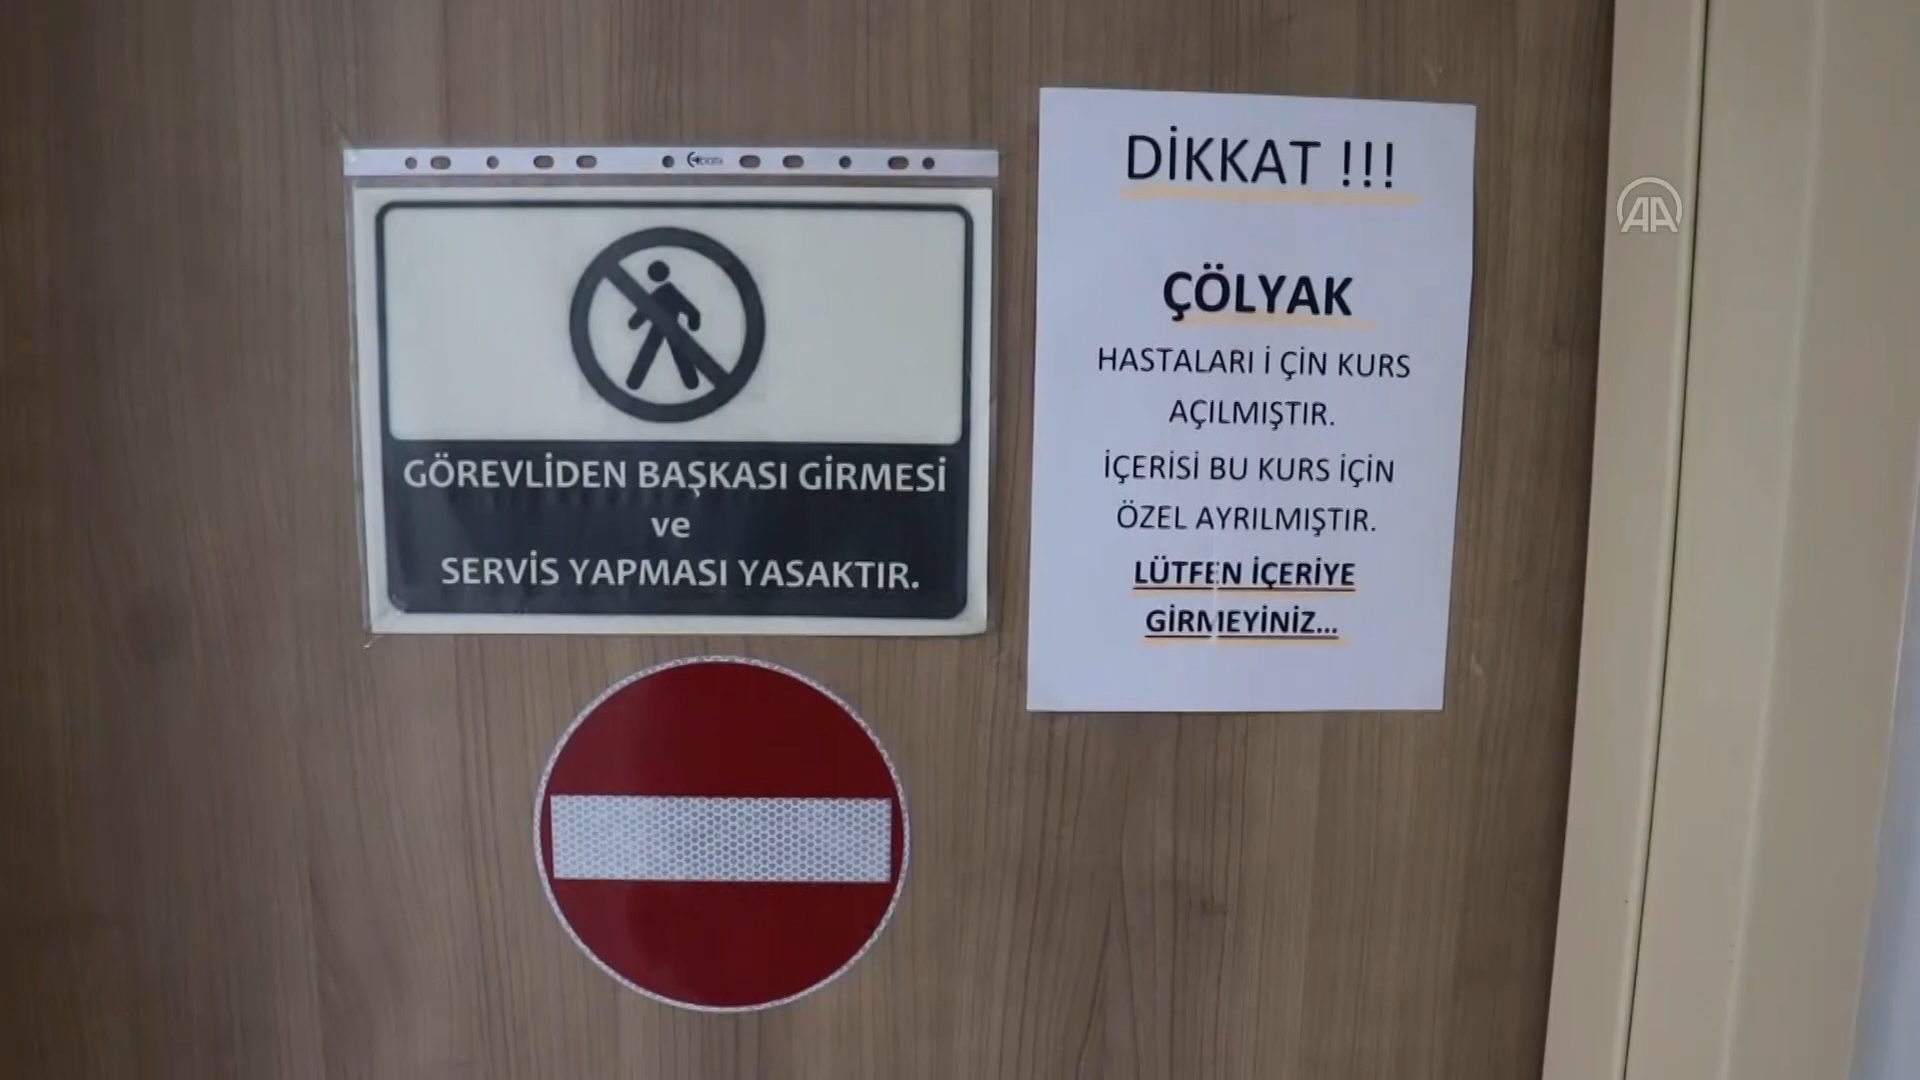 GÖREVLİDEN BAŞKASI GİRMESİ
ve
SERVİS YAPMASI YASAKTIR.
DİKKAT !!!
ÇÖLYAK
HASTALARI İ ÇİN KURS
AÇILMIŞTIR.
İÇERİSİ BU KURS İÇİN
ÖZEL AYRILMIŞTIR.
LÜTFEN İÇERİYE
GİRMEYİNİZ...
AA